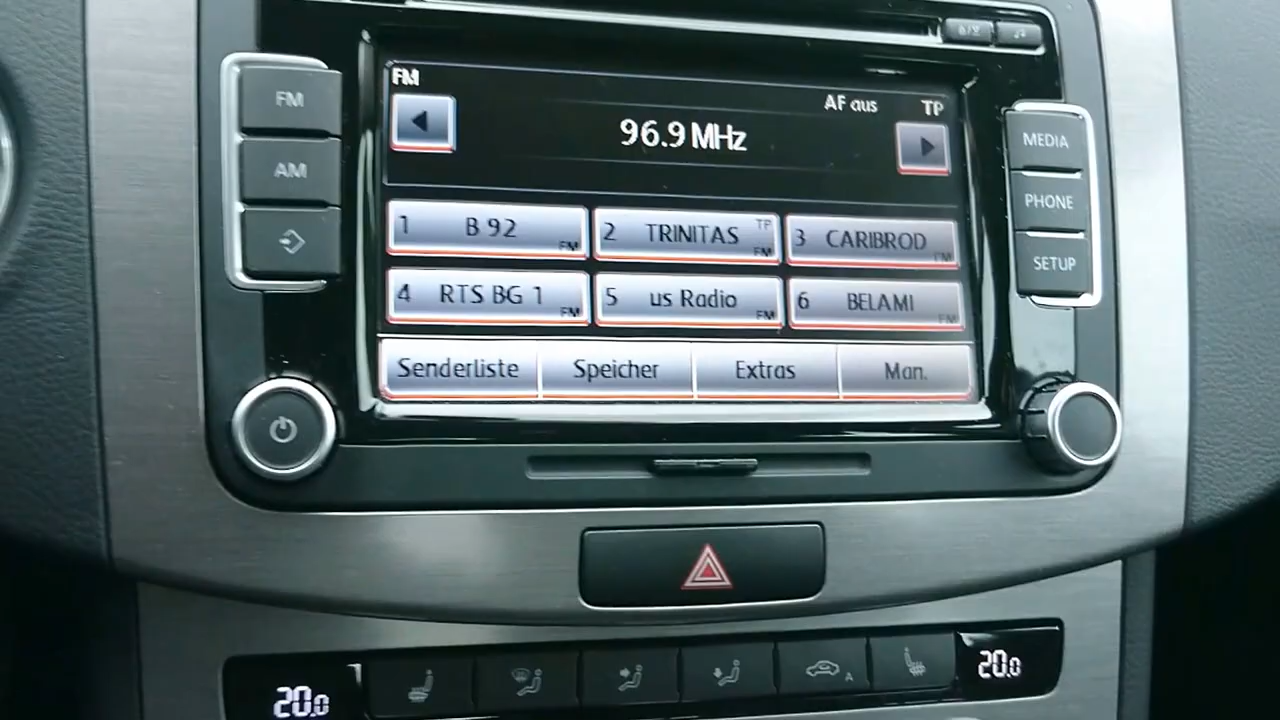 FM
AF aus TP
96.9 MHz
FM
AM
MEDIA
PHONE
SETUP
1 B 92 FM
2 TRINITAS TP FM
3 CARIBROD FM
4 RTS BG 1 FM
5 us Radio FM
6 BELAMI FM
Senderliste Speicher Extras Man.
20.0
A
20.0